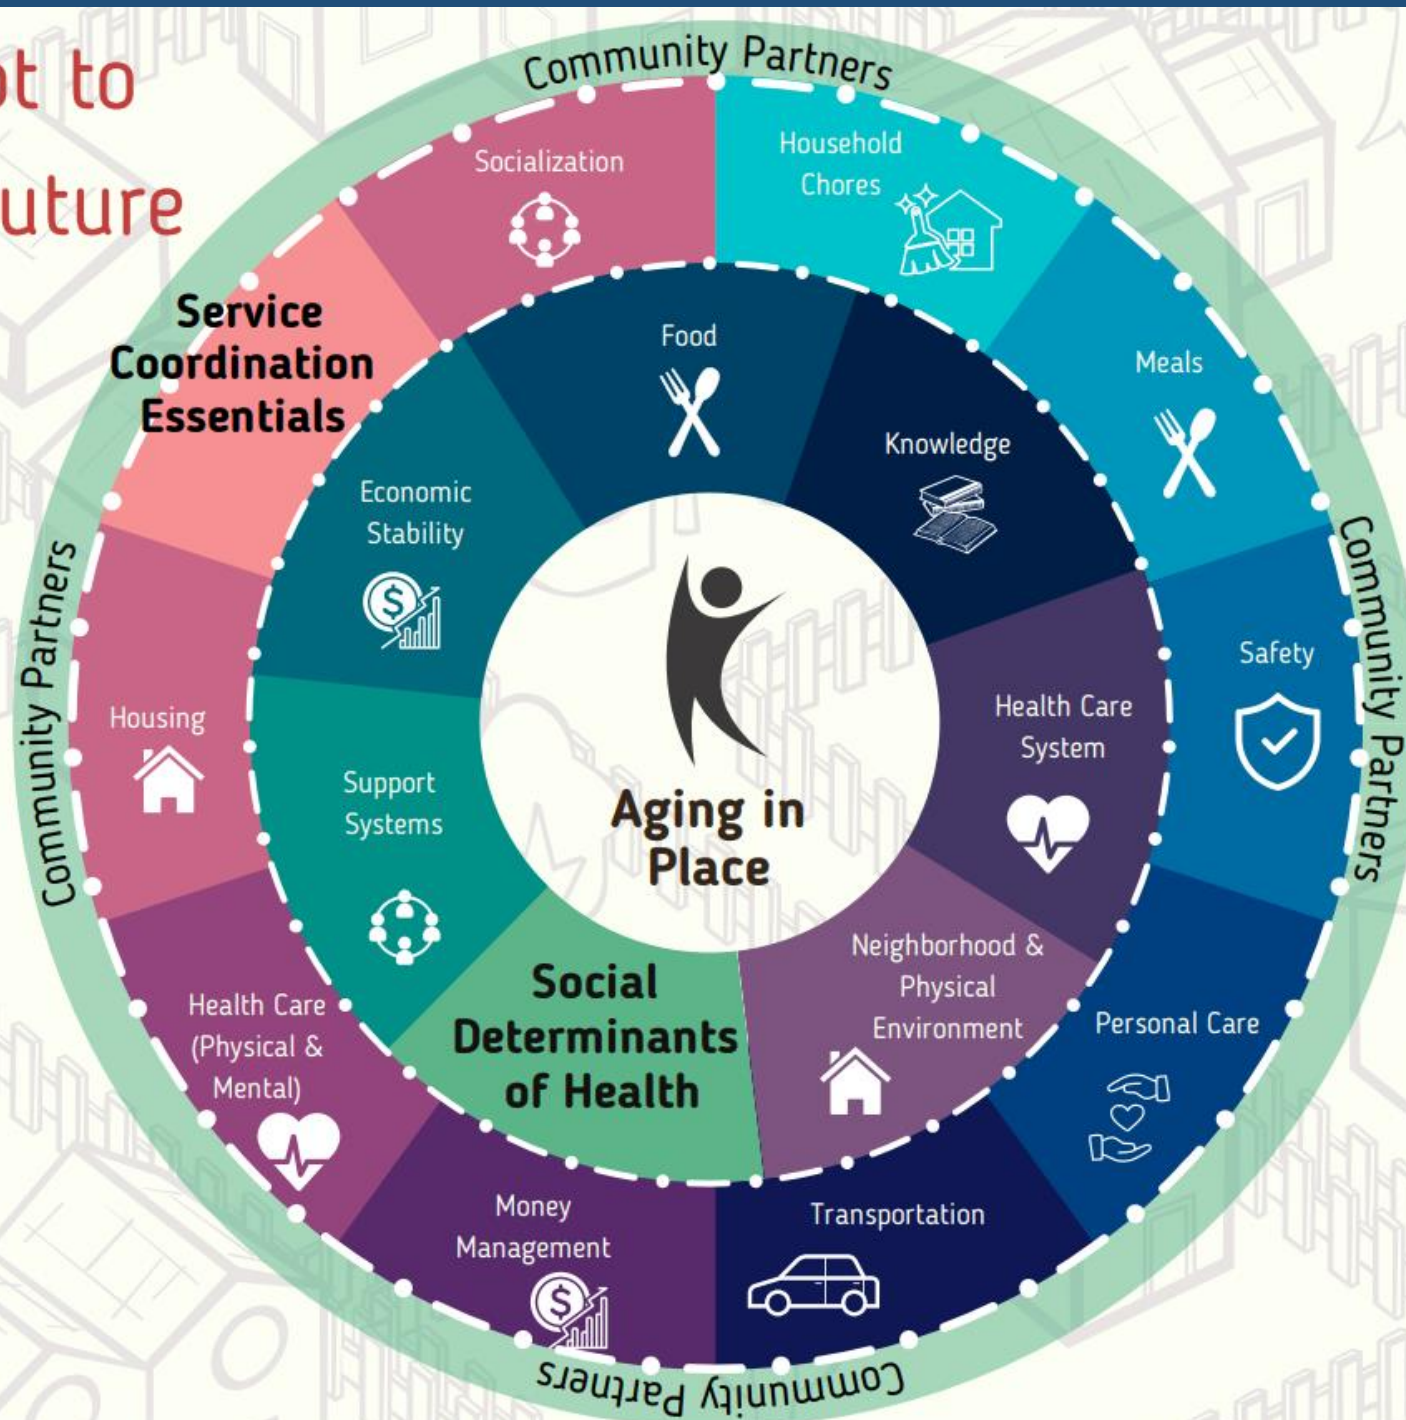 ot to
uture
Community Partners
Socialization
Household
Chores
Service
Coordination
Essentials
Food
Meals
Knowledge
Economic
Stability
Community Partners
Community Partners
Safety
Housing
Health Care
System
Support
Systems
Aging in
Place
Neighborhood &
Physical
Environment
Social
Determinants
of Health
Health Care
(Physical &
Mental)
Personal Care
Money
Management
Transportation
Community Partners